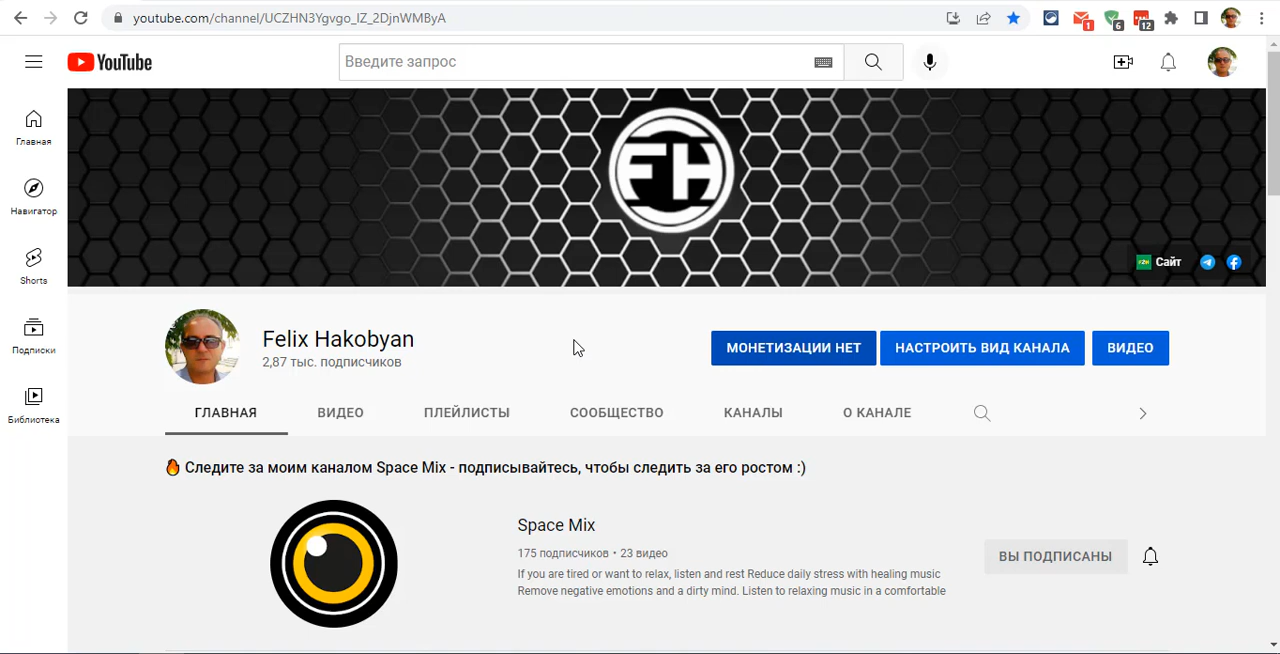 youtube.com/channel/UCZHN3Ygvgo_IZ_2DjnWMByA
1
6
12
YouTube
Введите запрос
Главная
Навигатор
Shorts
Подписки
Библиотека
FH
Сайт
Felix Hakobyan
2,87 тыс. подписчиков
МОНЕТИЗАЦИИ НЕТ
НАСТРОИТЬ ВИД КАНАЛА
ВИДЕО
ГЛАВНАЯ
ВИДЕО
ПЛЕЙЛИСТЫ
СООБЩЕСТВО
КАНАЛЫ
О КАНАЛЕ
🔥 Следите за моим каналом Space Mix - подписывайтесь, чтобы следить за его ростом :)
Space Mix
175 подписчиков • 23 видео
If you are tired or want to relax, listen and rest Reduce daily stress with healing music
Remove negative emotions and a dirty mind. Listen to relaxing music in a comfortable
ВЫ ПОДПИСАНЫ